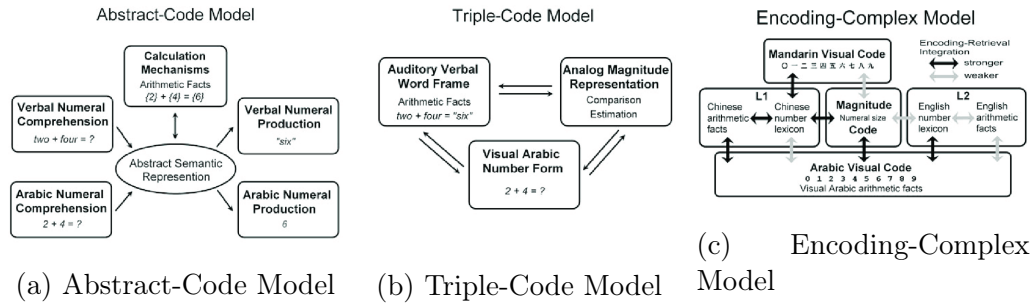 Abstract-Code Model
Calculation
Mechanisms
Arithmetic Facts
{2} + {4} = {6}
Verbal Numeral
Comprehension
two + four = ?
Verbal Numeral
Production
"six"
Abstract Semantic
Represention
Arabic Numeral
Comprehension
2 + 4 = ?
Arabic Numeral
Production
6
(a) Abstract-Code Model
Triple-Code Model
Auditory Verbal
Word Frame
Arithmetic Facts
two + four = "six"
Analog Magnitude
Representation
Comparison
Estimation
Visual Arabic
Number Form
2 + 4 = ?
(b) Triple-Code Model
Encoding-Complex Model
Mandarin Visual Code
〇 一 二 三 四 五 六 七 八 九
Encoding-Retrieval
Integration
stronger
weaker
L1
Chinese
arithmetic
facts
Chinese
number
lexicon
Magnitude
Numeral size
Code
L2
English
number
lexicon
English
arithmetic
facts
Arabic Visual Code
0 1 2 3 4 5 6 7 8 9
Visual Arabic arithmetic facts
(c) Encoding-Complex
Model